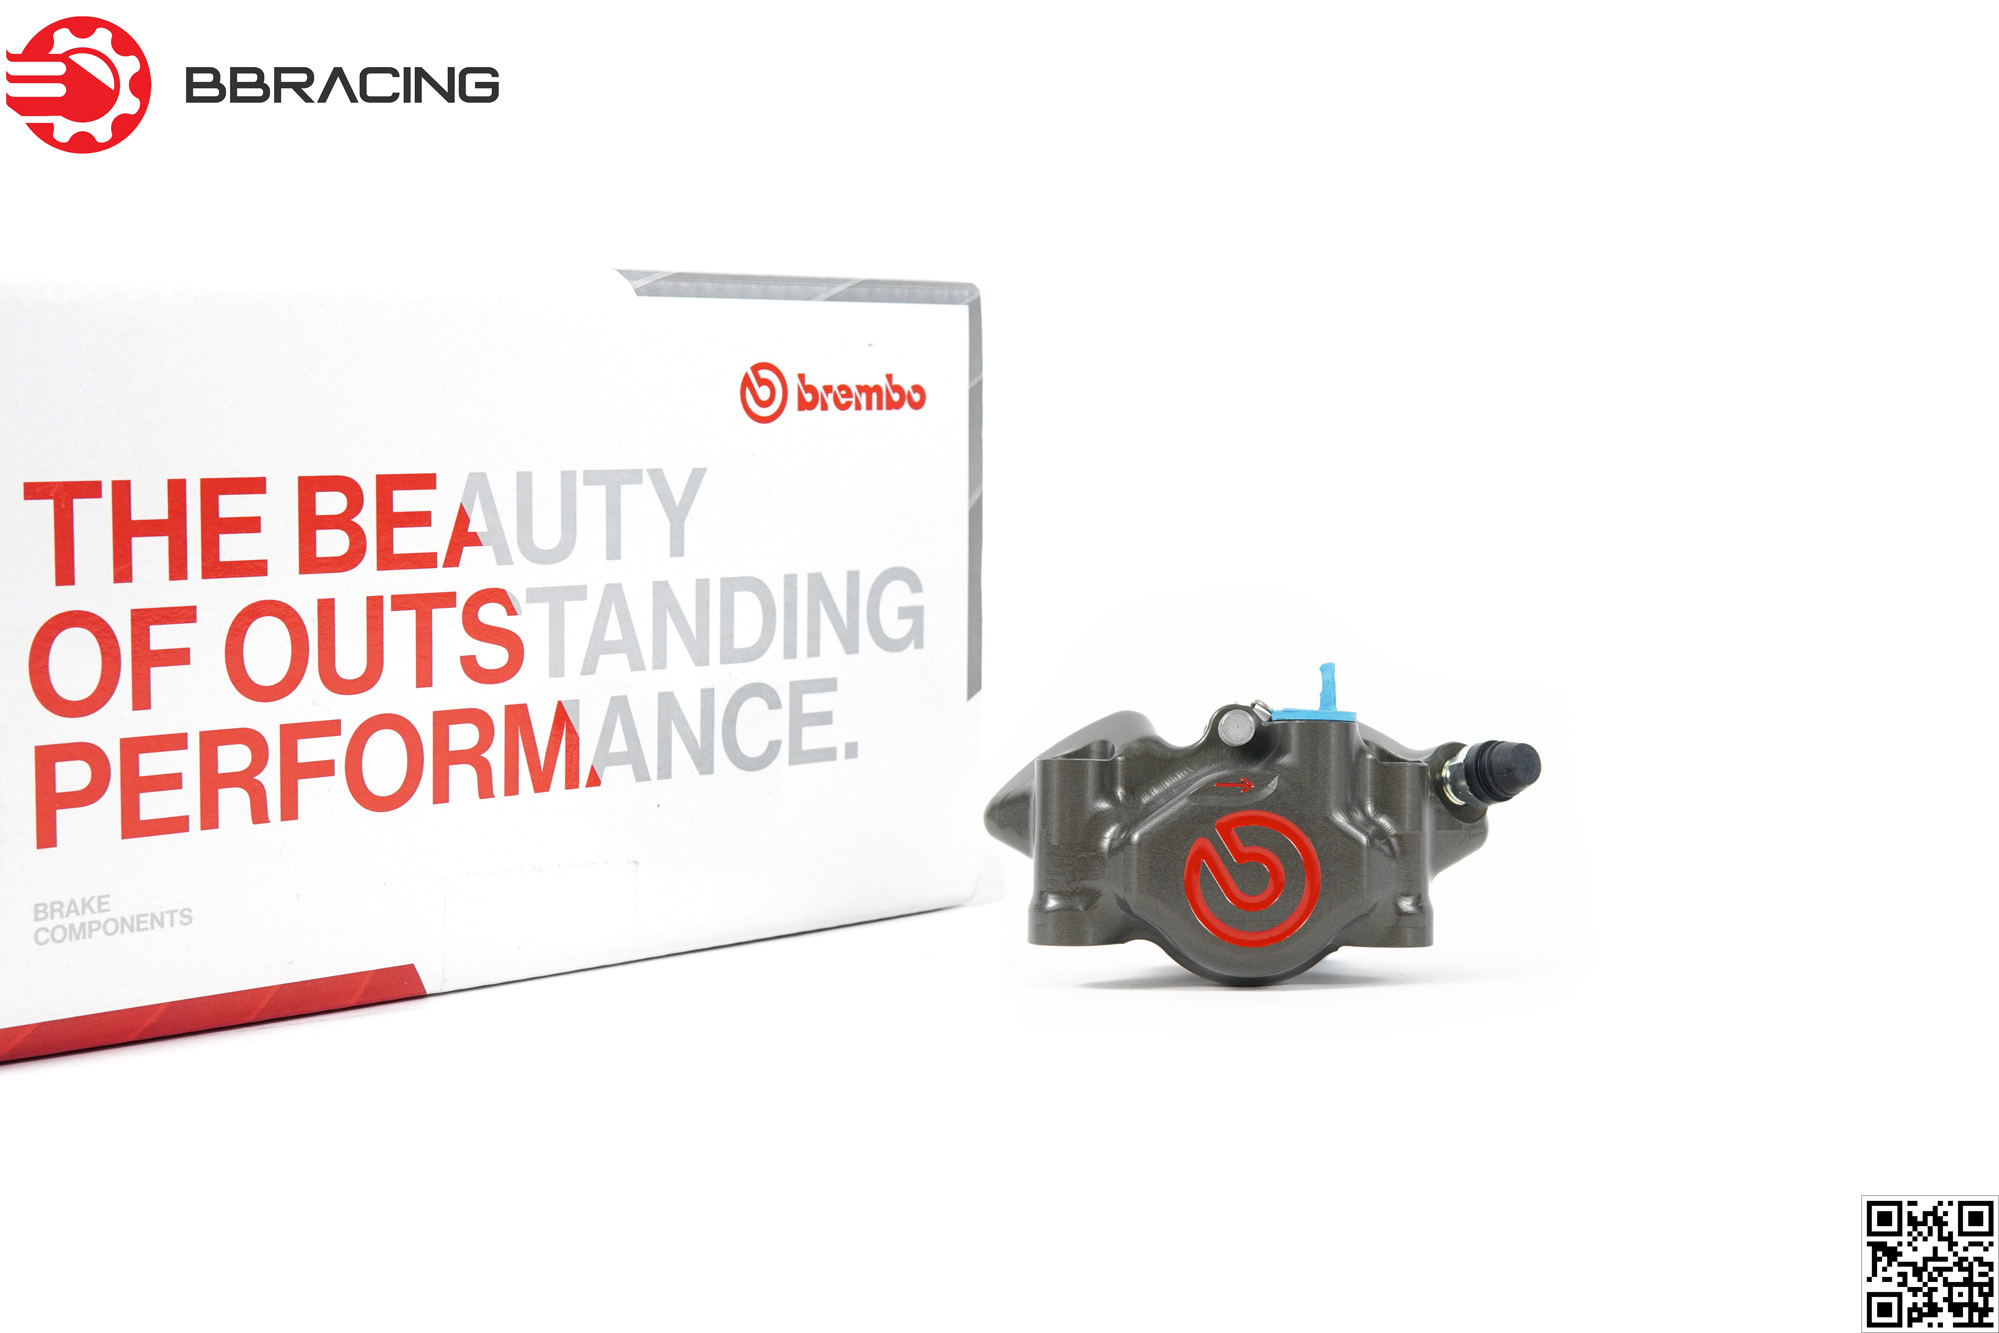 BBRACING
brembo
THE BEAUTY
OF OUTSTANDING
PERFORMANCE.
BRAKE
COMPONENTS